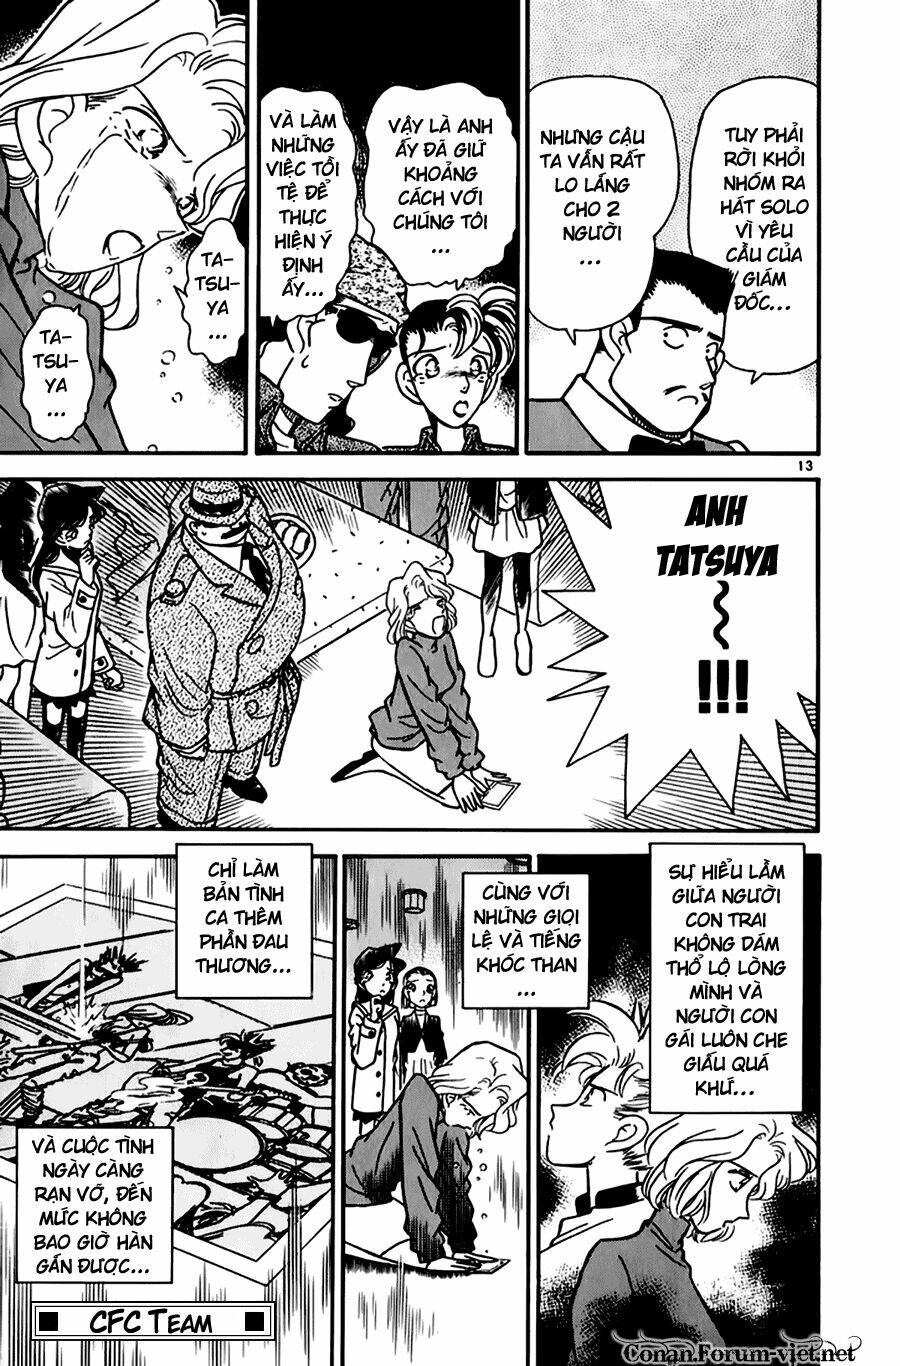 TUY PHẢI
RỜI KHỎI
NHÓM RA
HÁT SOLO
VÌ YÊU
CẦU CỦA
GIÁM
ĐỐC...
NHƯNG CẬU
TA VẪN RẤT
LO LẮNG
CHO 2
NGƯỜI
...
VẬY LÀ ANH
ẤY ĐÃ GIỮ
KHOẢNG
CÁCH VỚI
CHÚNG TÔI
...
VÀ LÀM
NHỮNG
VIỆC TỒI
TỆ ĐỂ
THỰC
HIỆN Ý
ĐỊNH
ẤY...
TA-
TSU-
YA
...
TA-
TSU-
YA
...
13
ANH
TATSUYA
~
!!!
SỰ HIỂU LẦM
GIỮA NGƯỜI
CON TRAI
KHÔNG DÁM
THỔ LỘ LÒNG
MÌNH VÀ
NGƯỜI CON
GÁI LUÔN CHE
GIẤU QUÁ
KHỨ...
CÙNG VỚI
NHỮNG GIỌI
LỆ VÀ TIẾNG
KHÓC THAN
...
CHỈ LÀM
BẢN TÌNH
CA THÊM
PHẦN ĐAU
THƯƠNG...
VÀ CUỘC TÌNH
NGÀY CÀNG
RẠN VỠ, ĐẾN
MỨC KHÔNG
BAO GIỜ HÀN
GẮN ĐƯỢC...
CFC TEAM
Conan.Forum-viet.net